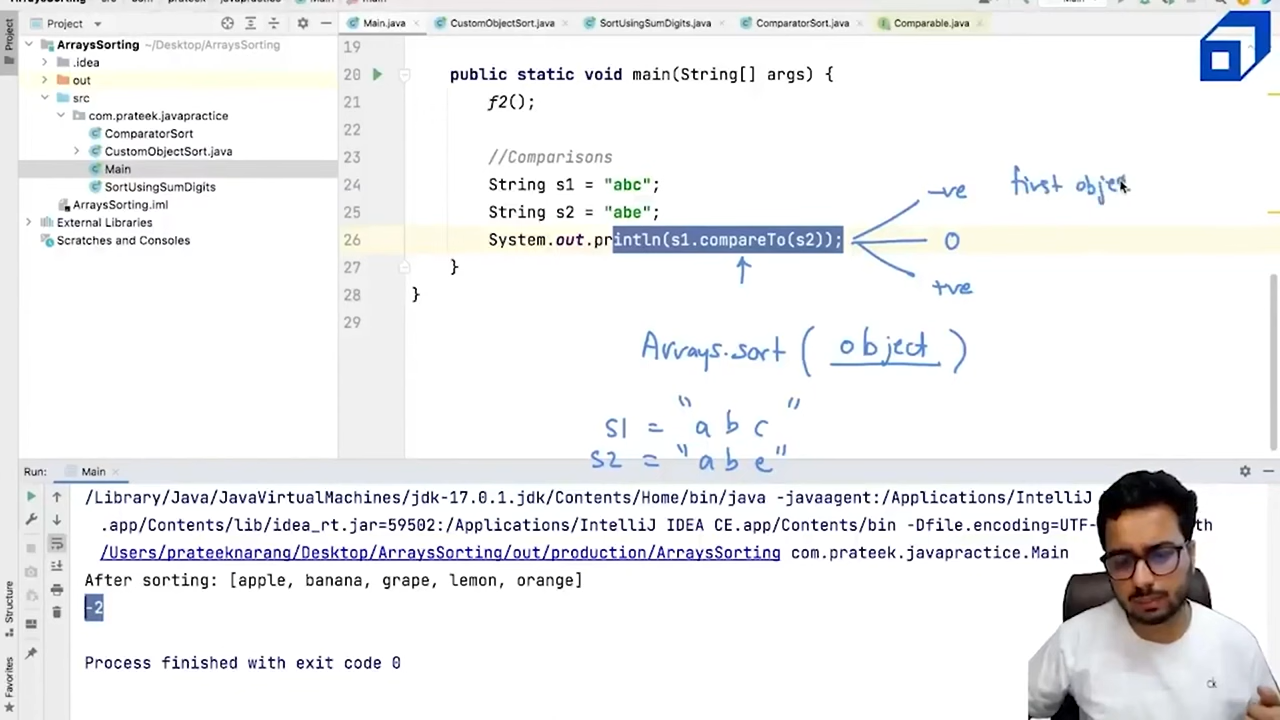 Main
Project
Main.java
CustomObjectSort.java
SortUsingSumDigits.java
ComparatorSort.java
Comparable.java
Project
ArraysSorting ~/Desktop/ArraysSorting
.idea
out
src
com.prateek.javapractice
ComparatorSort
CustomObjectSort.java
Main
SortUsingSumDigits
ArraysSorting.iml
External Libraries
Scratches and Consoles
19
20 public static void main(String[] args) {
21 f2();
22
23 //Comparisons
24 String s1 = "abc";
25 String s2 = "abe";
26 System.out.println(s1.compareTo(s2));
27 }
28 }
29
-ve first objec
0
+ve
Arrays.sort ( object )
s1 = "a b c"
s2 = "a b e"
Run: Main
/Library/Java/JavaVirtualMachines/jdk-17.0.1.jdk/Contents/Home/bin/java -javaagent:/Applications/IntelliJ
.app/Contents/lib/idea_rt.jar=59502:/Applications/IntelliJ IDEA CE.app/Contents/bin -Dfile.encoding=UTF-
/Users/prateeknarang/Desktop/ArraysSorting/out/production/ArraysSorting com.prateek.javapractice.Main
After sorting: [apple, banana, grape, lemon, orange]
-2
Process finished with exit code 0
Structure
Favorites